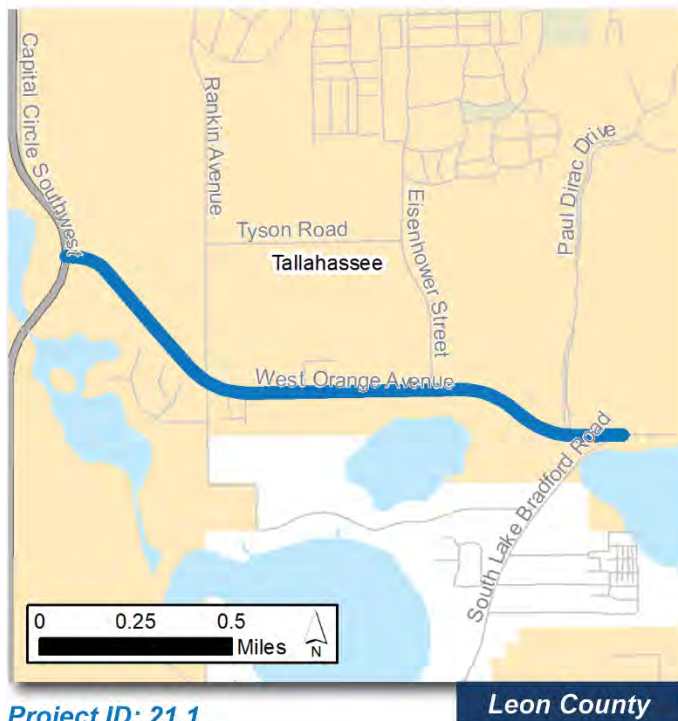 Capital Circle Southwest
Rankin Avenue
Paul Dirac Drive
Eisenhower Street
Tyson Road
Tallahassee
West Orange Avenue
South Lake Bradford Road
0 0.25 0.5
Miles
N
Project ID: 21.1
Leon County